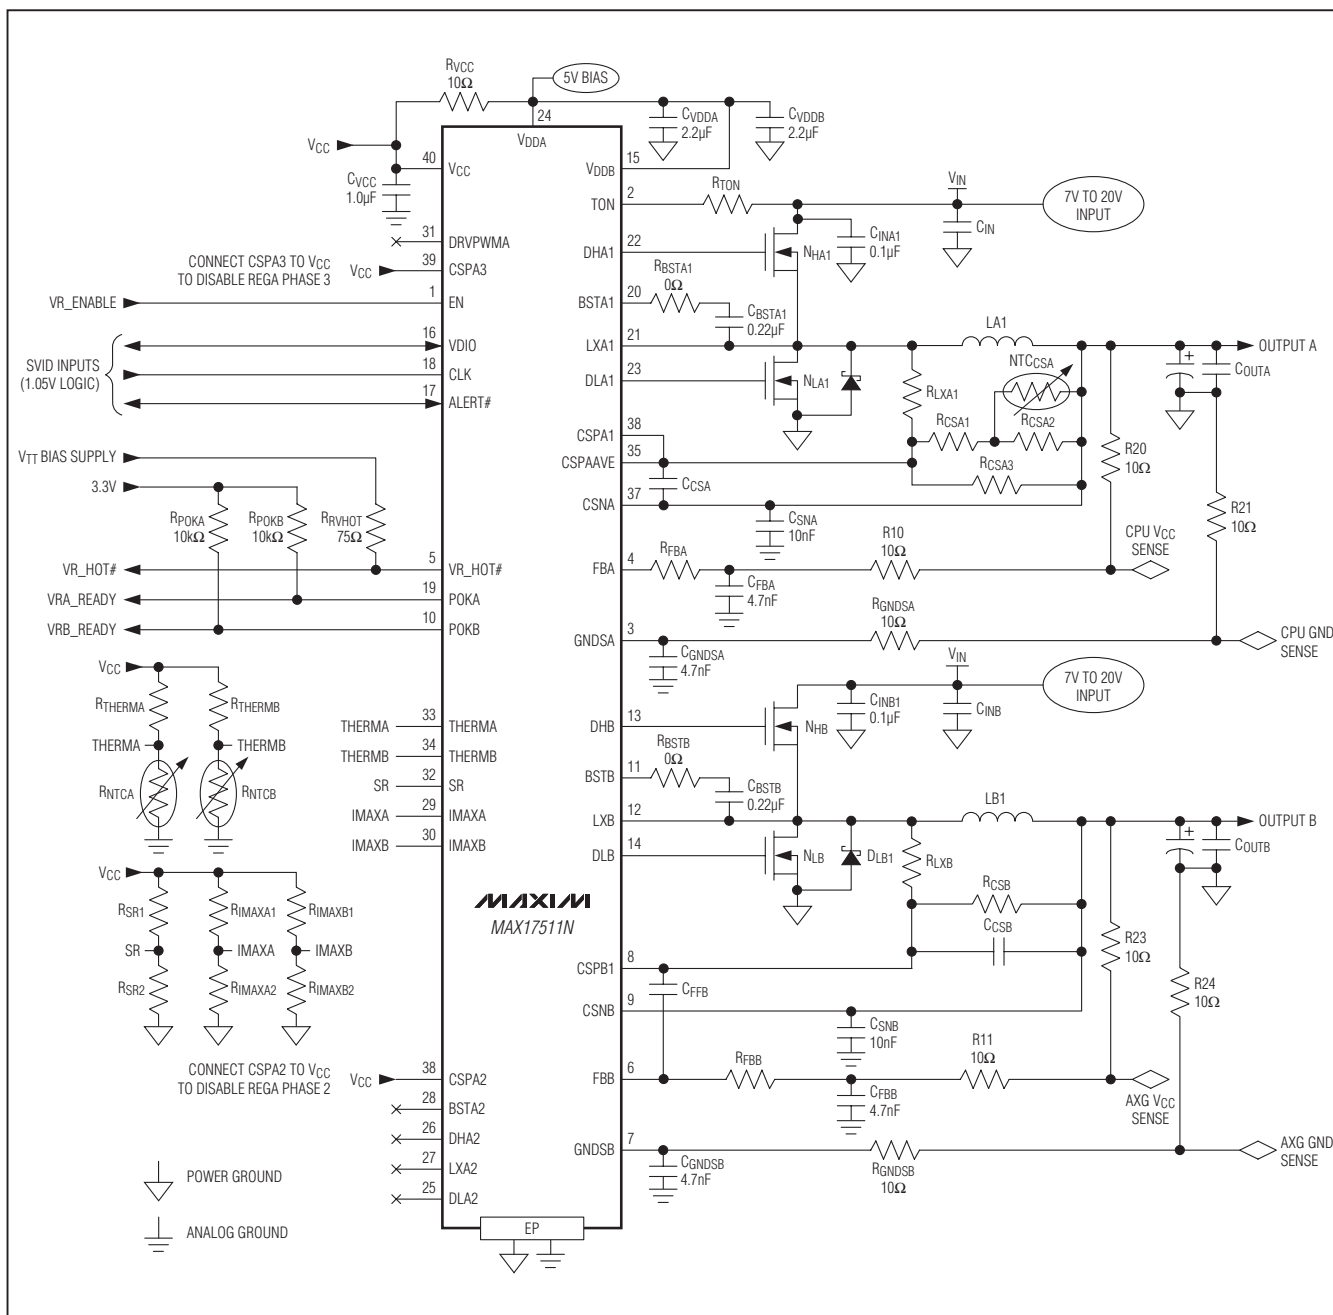 RVCC
10Ω
5V BIAS
24
VDDA
CVDDA
2.2µF
CVDDB
2.2µF
VCC
40
VCC
CVCC
1.0µF
15
VDDB
2
TON
RTON
VIN
7V TO 20V
INPUT
CIN
31
DRVPWMA
CONNECT CSPA3 TO VCC
TO DISABLE REGA PHASE 3
VCC
39
CSPA3
22
DHA1
NHA1
CINA1
0.1µF
VR_ENABLE
1
EN
RBSTA1
0Ω
20
BSTA1
CBSTA1
0.22µF
SVID INPUTS
(1.05V LOGIC)
16
VDIO
18
CLK
17
ALERT#
21
LXA1
LA1
OUTPUT A
23
DLA1
NLA1
RLXA1
NTCCSA
COUTA
38
CSPA1
35
CSPAAVE
RCSA1
RCSA2
RCSA3
R20
10Ω
CCSA
37
CSNA
CSNA
10nF
R21
10Ω
VTT BIAS SUPPLY
3.3V
RPOKA
10kΩ
RPOKB
10kΩ
RRVHOT
75Ω
VR_HOT#
5
VR_HOT#
4
FBA
RFBA
CFBA
4.7nF
R10
10Ω
CPU VCC
SENSE
VRA_READY
19
POKA
VRB_READY
10
POKB
3
GNDSA
CGNDSA
4.7nF
RGNDSA
10Ω
CPU GND
SENSE
VCC
RTHERMA
RTHERMB
THERMA
THERMB
RNTCA
RNTCB
THERMA
33
THERMA
THERMB
34
THERMB
SR
32
SR
IMAXA
29
IMAXA
IMAXB
30
IMAXB
VIN
7V TO 20V
INPUT
CINB1
0.1µF
CINB
13
DHB
NHB
RBSTB
0Ω
11
BSTB
CBSTB
0.22µF
12
LXB
LB1
OUTPUT B
14
DLB
NLB
DLB1
RLXB
COUTB
VCC
RSR1
RIMAXA1
RIMAXB1
SR
IMAXA
IMAXB
RSR2
RIMAXA2
RIMAXB2
MAXIM
MAX17511N
RCSB
CCSB
R23
10Ω
R24
10Ω
8
CSPB1
CFFB
9
CSNB
CSNB
10nF
CONNECT CSPA2 TO VCC
TO DISABLE REGA PHASE 2
VCC
38
CSPA2
28
BSTA2
26
DHA2
27
LXA2
25
DLA2
6
FBB
RFBB
CFBB
4.7nF
R11
10Ω
AXG VCC
SENSE
7
GNDSB
CGNDSB
4.7nF
RGNDSB
10Ω
AXG GND
SENSE
POWER GROUND
ANALOG GROUND
EP